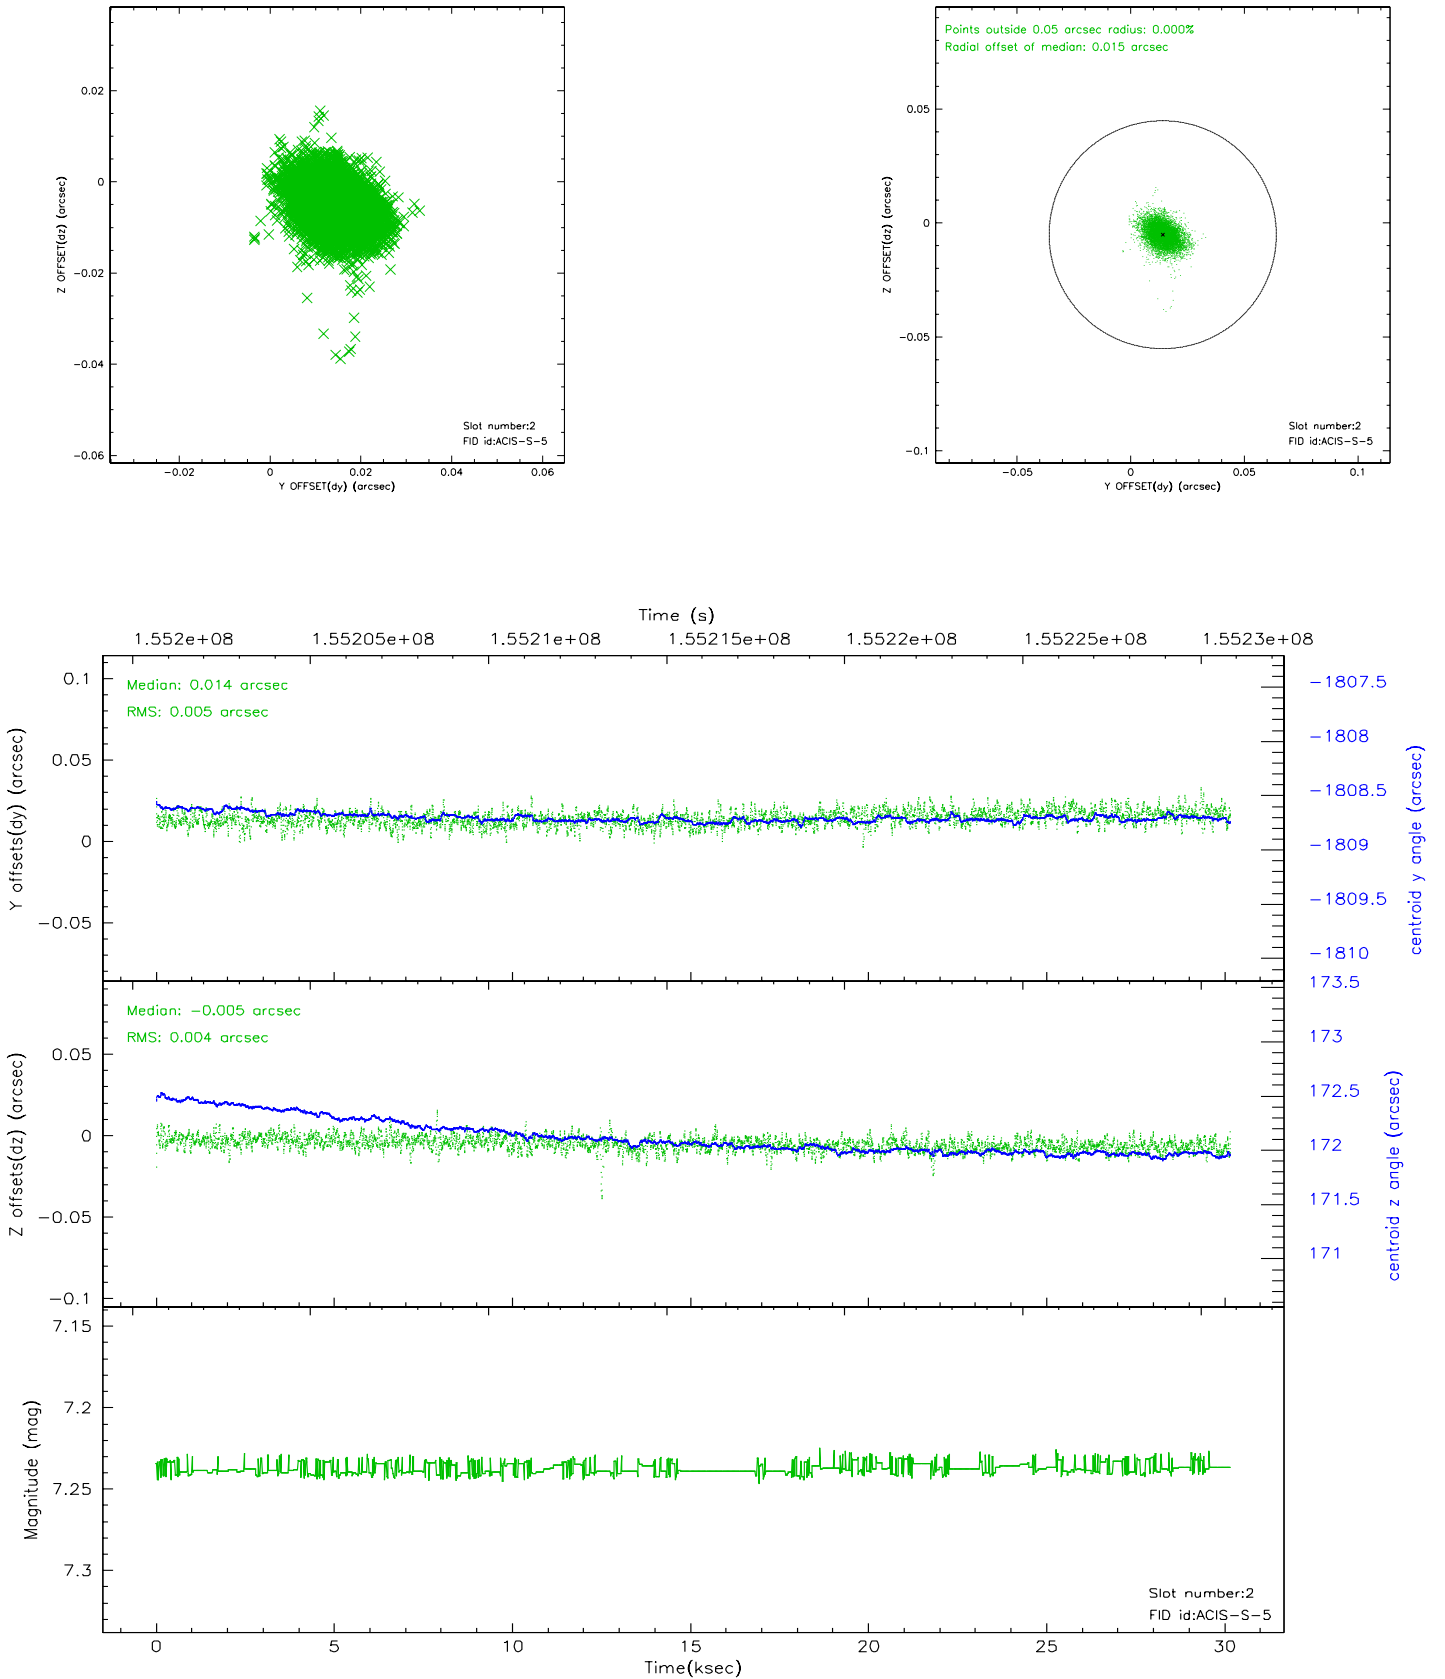 0.02
0
−0.02
−0.04
−0.06
−0.02
0
0.02
0.04
0.06
Z OFFSET(dz) (arcsec)
Y OFFSET(dy) (arcsec)
Slot number:2
FID id:ACIS−S−5
Points outside 0.05 arcsec radius: 0.000%
Radial offset of median: 0.015 arcsec
0.05
0
−0.05
−0.1
−0.05
0
0.05
0.1
Z OFFSET(dz) (arcsec)
Y OFFSET(dy) (arcsec)
Slot number:2
FID id:ACIS−S−5
Time (s)
1.552e+08
1.55205e+08
1.5521e+08
1.55215e+08
1.5522e+08
1.55225e+08
1.5523e+08
Median: 0.014 arcsec
RMS: 0.005 arcsec
0.1
0.05
0
−0.05
Y offsets(dy) (arcsec)
−1807.5
−1808
−1808.5
−1809
−1809.5
−1810
centroid y angle (arcsec)
Median: −0.005 arcsec
RMS: 0.004 arcsec
0.05
0
−0.05
−0.1
Z offsets(dz) (arcsec)
173.5
173
172.5
172
171.5
171
centroid z angle (arcsec)
7.15
7.2
7.25
7.3
Magnitude (mag)
Slot number:2
FID id:ACIS−S−5
0
5
10
15
20
25
30
Time(ksec)